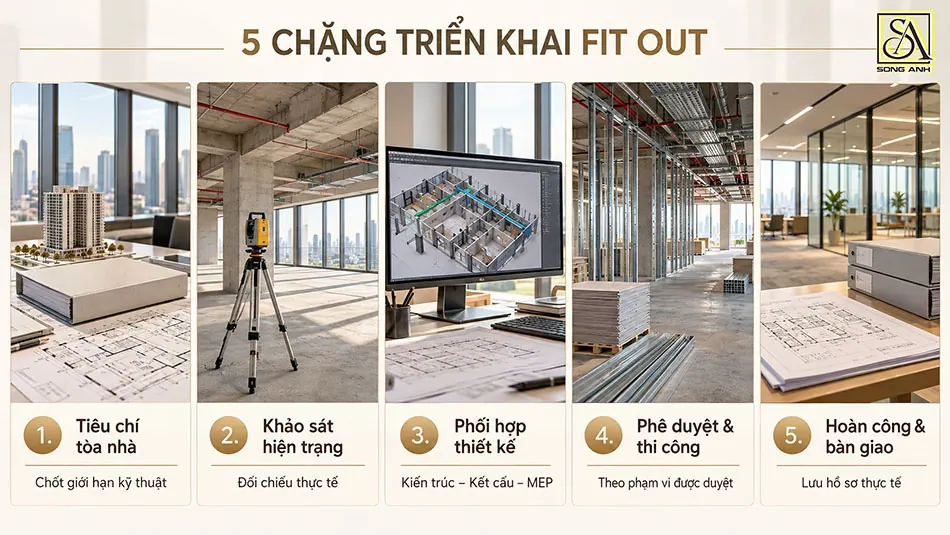 5 CHẶNG TRIỂN KHAI FIT OUT
SA
SONG ANH
1. Tiêu chí
tòa nhà
Chốt giới hạn kỹ thuật
2. Khảo sát
hiện trạng
Đối chiếu thực tế
3. Phối hợp
thiết kế
Kiến trúc – Kết cấu – MEP
4. Phê duyệt &
thi công
Theo phạm vi được duyệt
5. Hoàn công &
bàn giao
Lưu hồ sơ thực tế